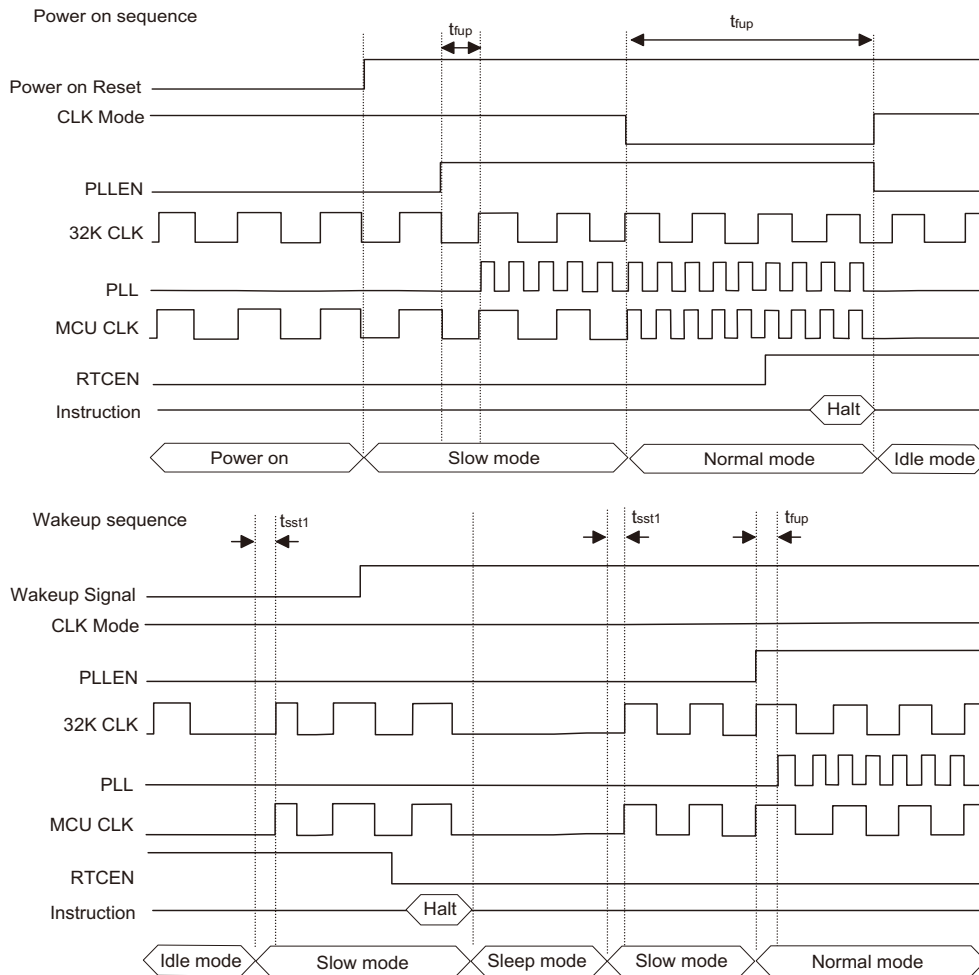 Power on sequence
tfup
tfup
Power on Reset
CLK Mode
PLLEN
32K CLK
PLL
MCU CLK
RTCEN
Instruction
Halt
Power on
Slow mode
Normal mode
Idle mode
Wakeup sequence
tsst1
tsst1
tfup
Wakeup Signal
CLK Mode
PLLEN
32K CLK
PLL
MCU CLK
RTCEN
Instruction
Halt
Idle mode
Slow mode
Sleep mode
Slow mode
Normal mode